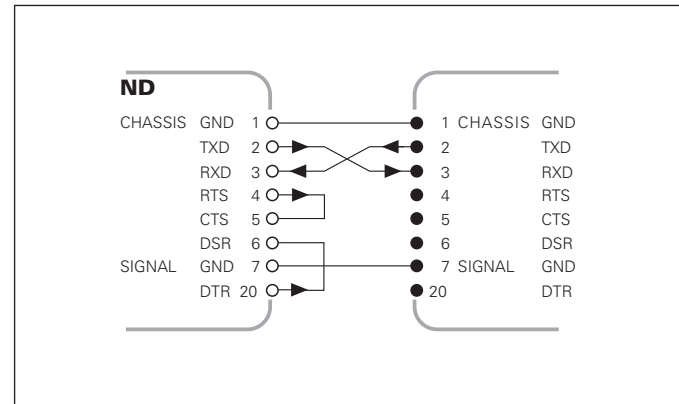 ND
CHASSIS GND 1 1 CHASSIS GND
TXD 2 2 TXD
RXD 3 3 RXD
RTS 4 4 RTS
CTS 5 5 CTS
DSR 6 6 DSR
SIGNAL GND 7 7 SIGNAL GND
DTR 20 20 DTR